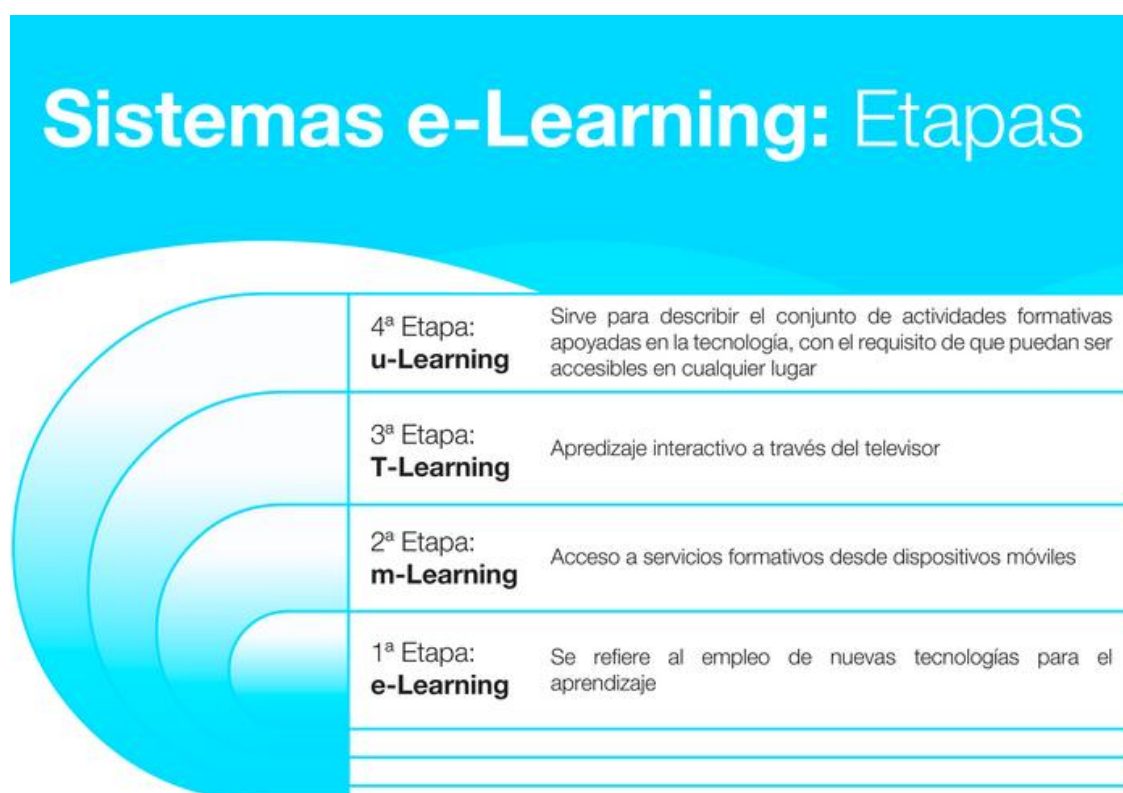 Sistemas e-Learning: Etapas
4ª Etapa:
u-Learning
Sirve para describir el conjunto de actividades formativas
apoyadas en la tecnología, con el requisito de que puedan ser
accesibles en cualquier lugar
3ª Etapa:
T-Learning
Apredizaje interactivo a través del televisor
2ª Etapa:
m-Learning
Acceso a servicios formativos desde dispositivos móviles
1ª Etapa:
e-Learning
Se refiere al empleo de nuevas tecnologías para el
aprendizaje